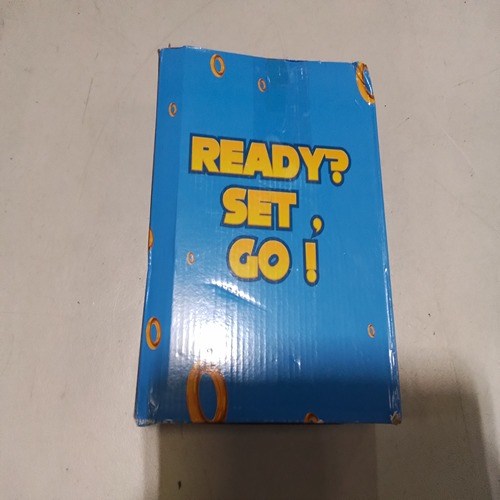 READY?
SET ,
GO !